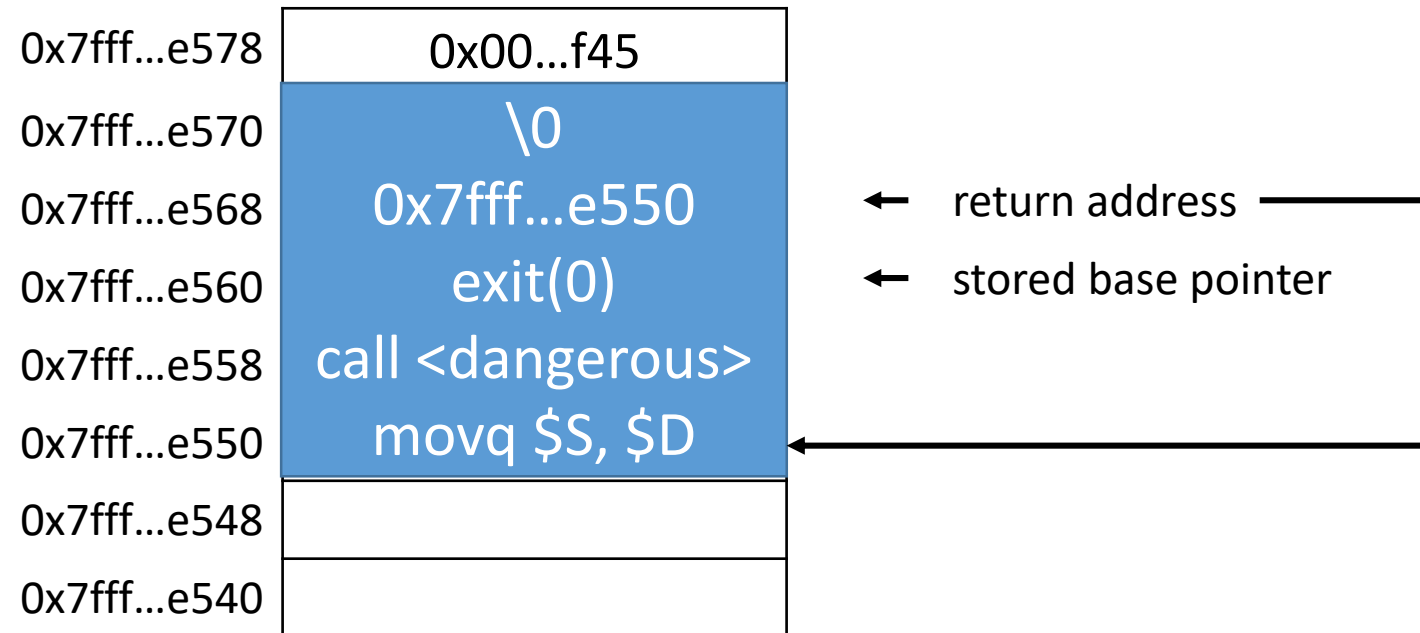 0x7fff…e578 0x00…f45
0x7fff…e570 \0
0x7fff…e568 0x7fff…e550 return address
0x7fff…e560 exit(0) stored base pointer
0x7fff…e558 call <dangerous>
0x7fff…e550 movq $S, $D
0x7fff…e548
0x7fff…e540